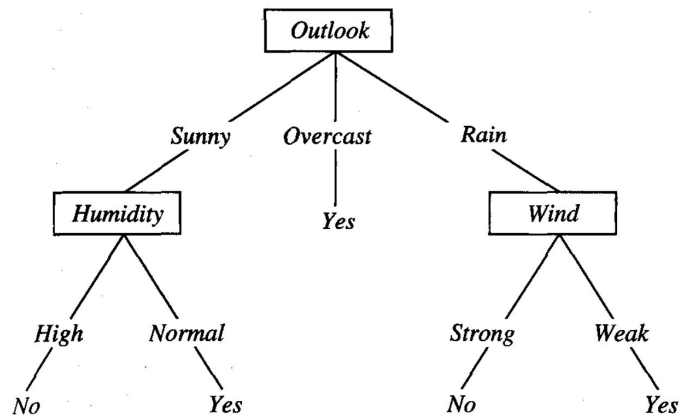 Outlook
Sunny Overcast Rain
Humidity Yes Wind
High Normal Strong Weak
No Yes No Yes